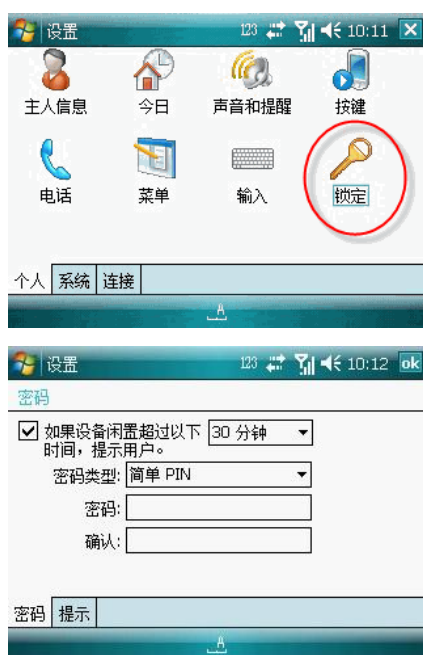 设置 123 10:11
主人信息 今日 声音和提醒 按键
电话 菜单 输入 锁定
个人 系统 连接
设置 123 10:12 ok
密码
如果设备闲置超过以下 30 分钟
时间，提示用户。
密码类型: 简单 PIN
密码:
确认:
密码 提示